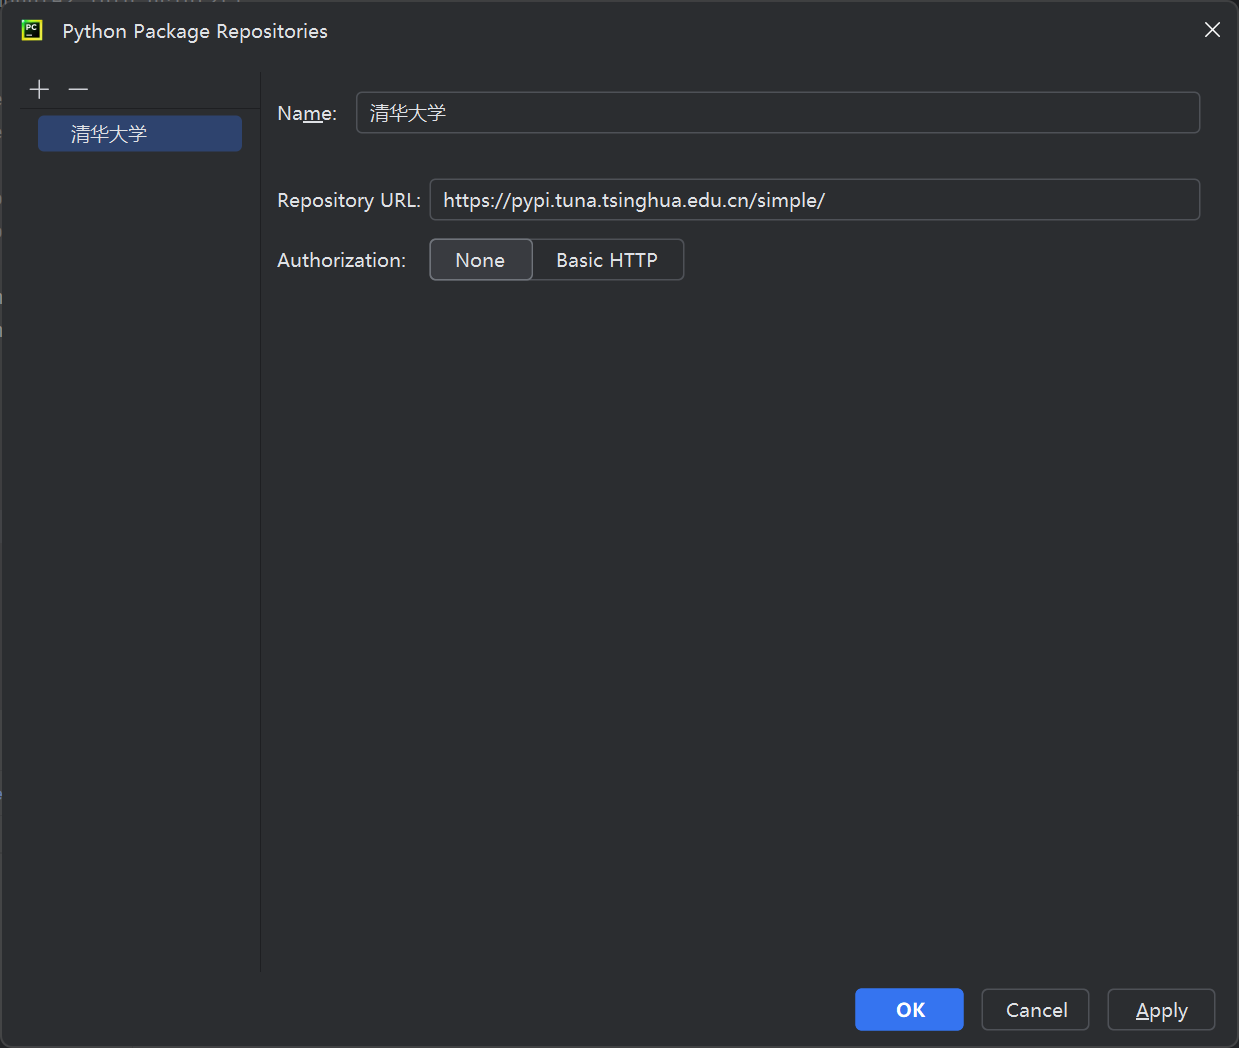 PC
Python Package Repositories
清华大学
Name: 清华大学
Repository URL: https://pypi.tuna.tsinghua.edu.cn/simple/
Authorization: None Basic HTTP
OK Cancel Apply